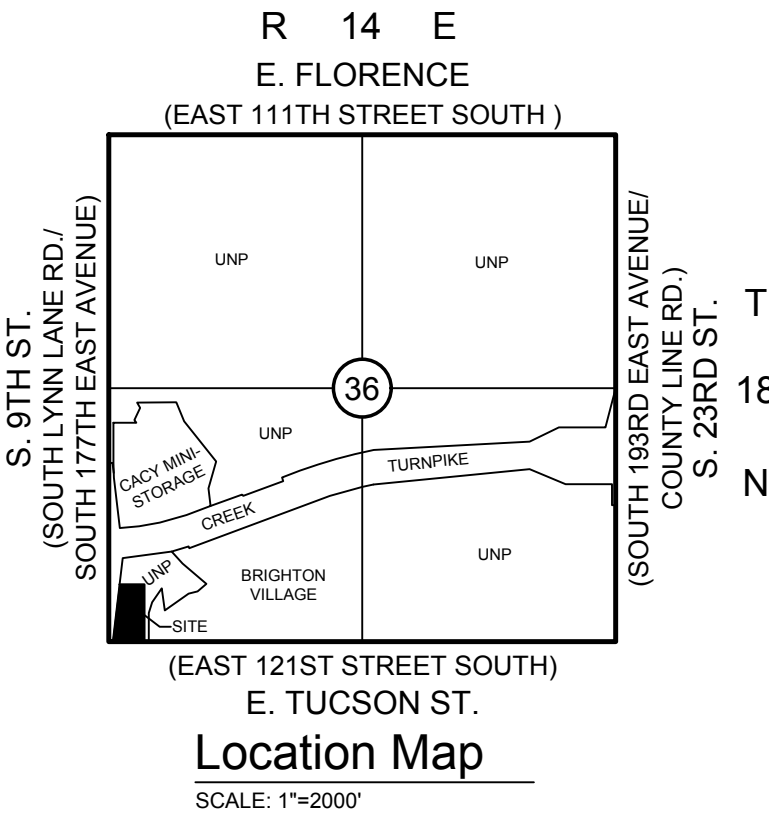 R 14 E
E. FLORENCE
(EAST 111TH STREET SOUTH )
S. 9TH ST.
(SOUTH LYNN LANE RD./
SOUTH 177TH EAST AVENUE)
UNP
UNP
(SOUTH 193RD EAST AVENUE/
COUNTY LINE RD.)
S. 23RD ST.
T
18
N
36
UNP
CACY MINI-
STORAGE
TURNPIKE
CREEK
UNP
BRIGHTON
VILLAGE
UNP
SITE
(EAST 121ST STREET SOUTH)
E. TUCSON ST.
Location Map
SCALE: 1"=2000'